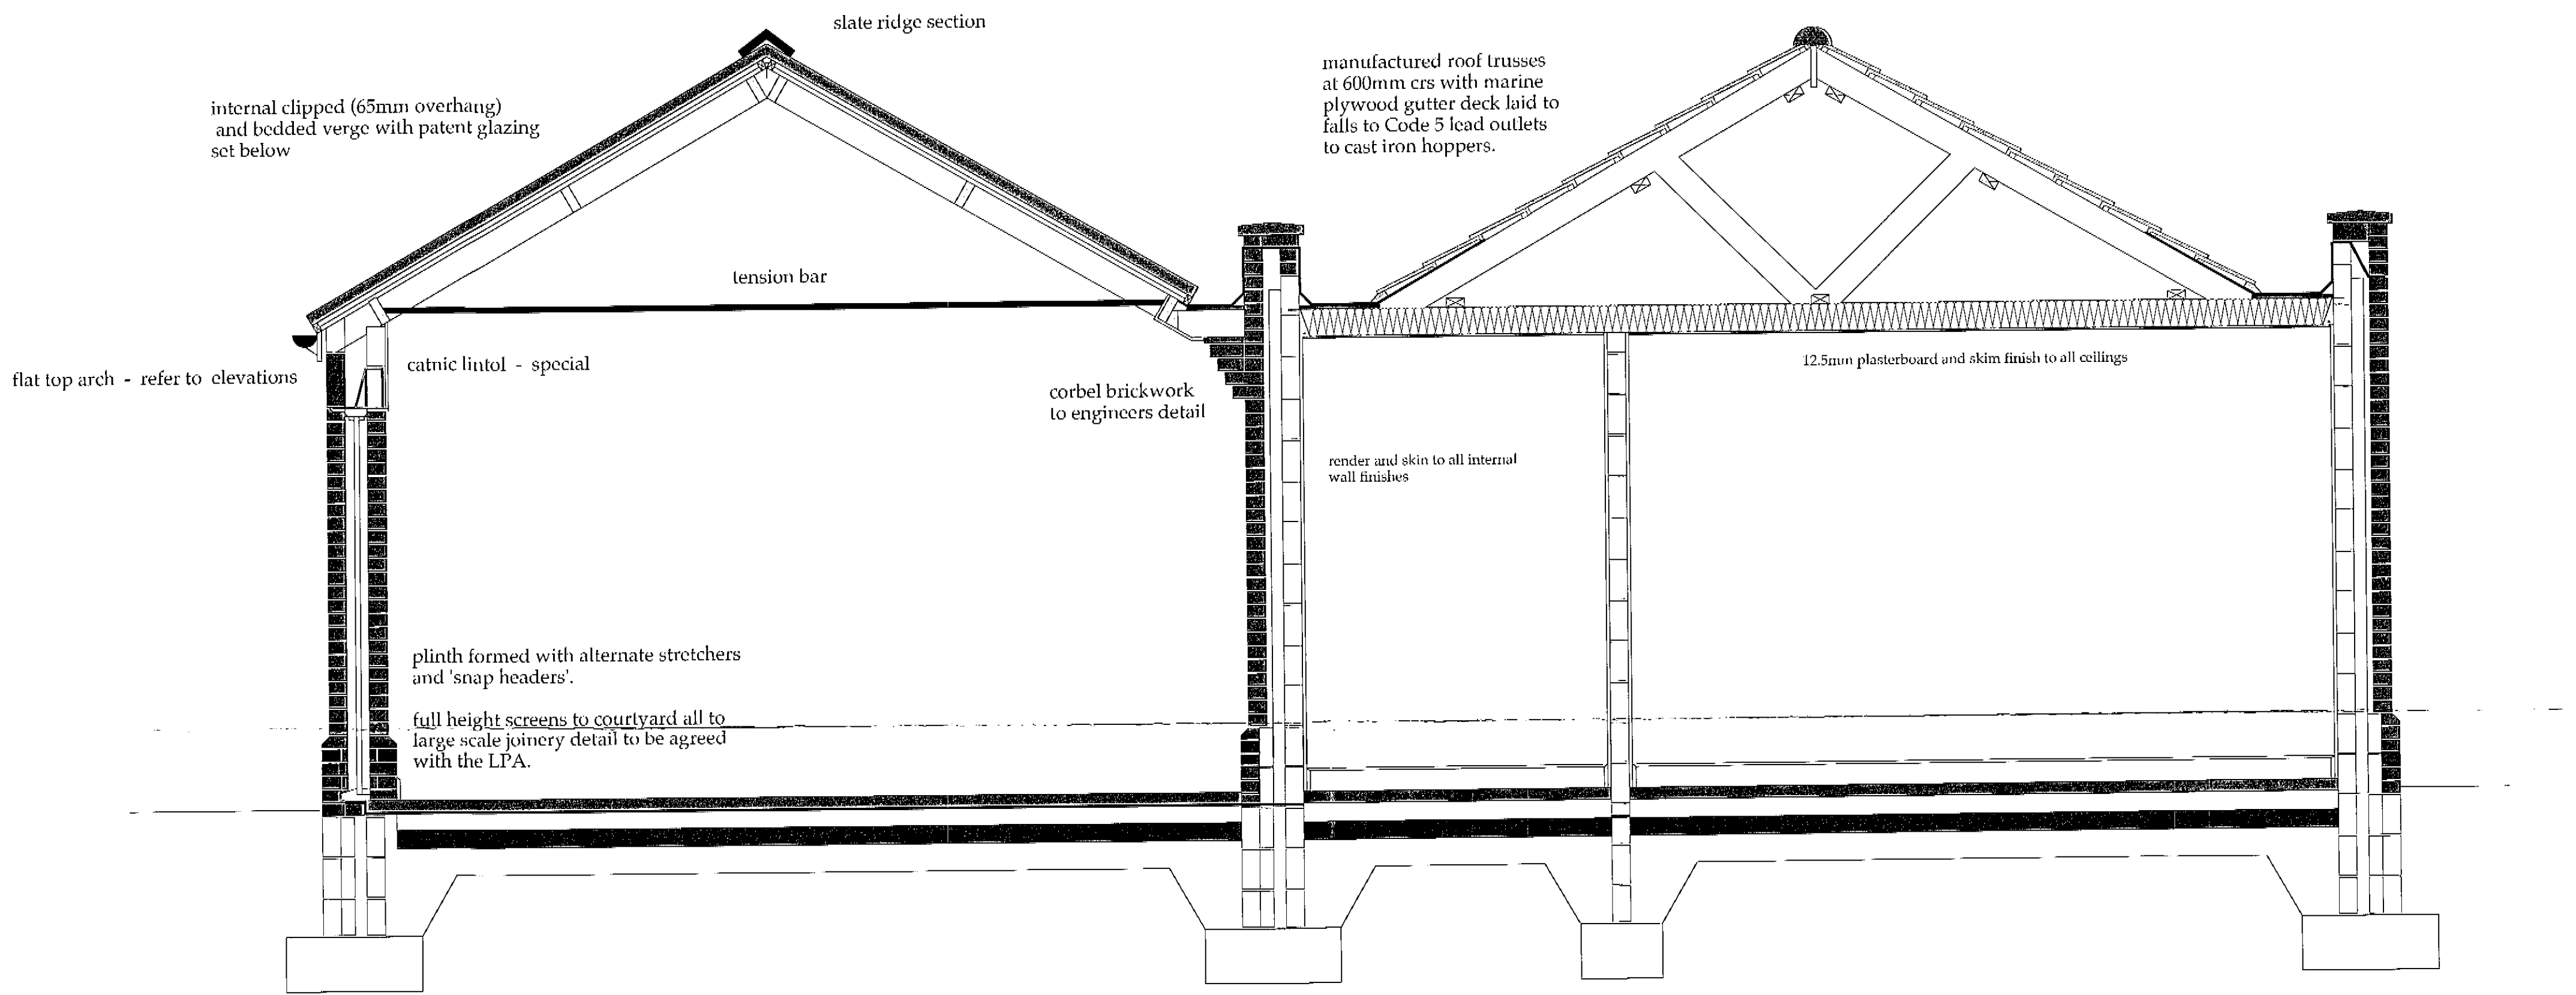 slate ridge section
internal clipped (65mm overhang)
and bedded verge with patent glazing
set below
manufactured roof trusses
at 600mm crs with marine
plywood gutter deck laid to
falls to Code 5 lead outlets
to cast iron hoppers.
tension bar
catnic lintol - special
flat top arch - refer to elevations
corbel brickwork
to engineers detail
12.5mm plasterboard and skim finish to all ceilings
render and skin to all internal
wall finishes
plinth formed with alternate stretchers
and 'snap headers'.
full height screens to courtyard all to
large scale joinery detail to be agreed
with the LPA.